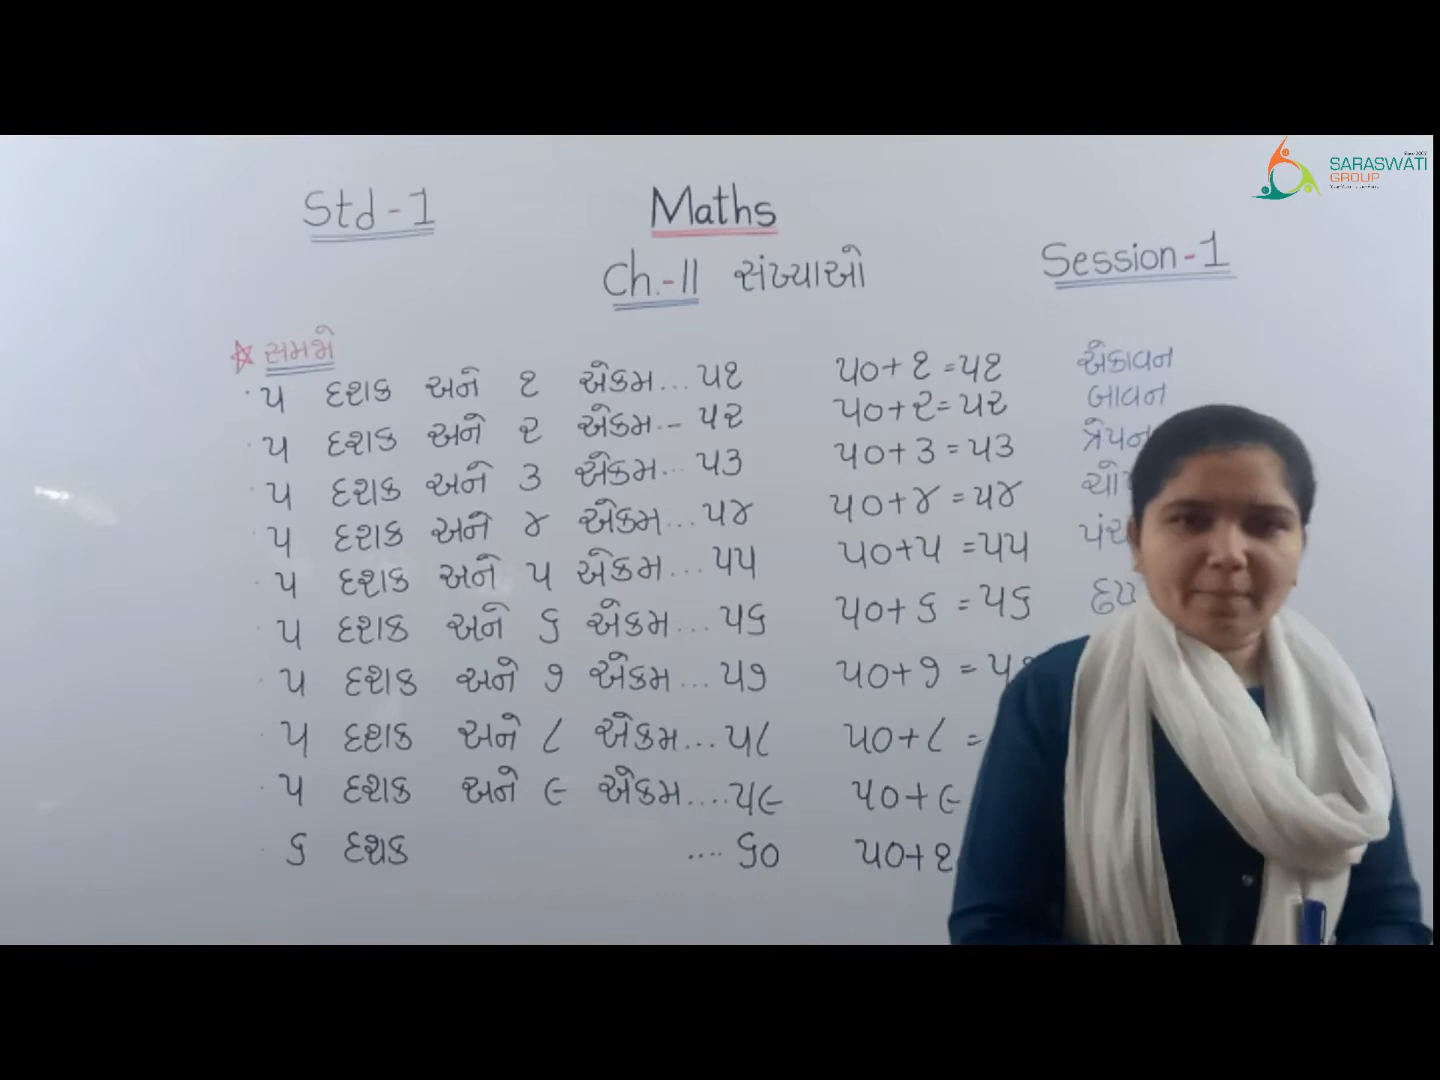 SARASWATI
GROUP
Std-1 Maths
Ch.-11 સંખ્યાઓ Session-1
સમજો
૫ દશક અને ૧ એકમ... ૫૧ ૫૦+૧=૫૧ એકાવન
૫ દશક અને ૨ એકમ.-- ૫૨ ૫૦+૨=૫૨ બાવન
૫ દશક અને ૩ એકમ... ૫૩ ૫૦+૩=૫૩ ત્રેપન
૫ દશક અને ૪ એકમ... ૫૪ ૫૦+૪=૫૪
૫ દશક અને ૫ એકમ... ૫૫ ૫૦+૫=૫૫
૫ દશક અને ૬ એકમ... ૫૬ ૫૦+૬=૫૬
૫ દશક અને ૭ એકમ... ૫૭ ૫૦+૭=
૫ દશક અને ૮ એકમ... ૫૮ ૫૦+૮=
૫ દશક અને ૯ એકમ.... ૫૯ ૫૦+૯
૬ દશક .... ૬૦ ૫૦+૧